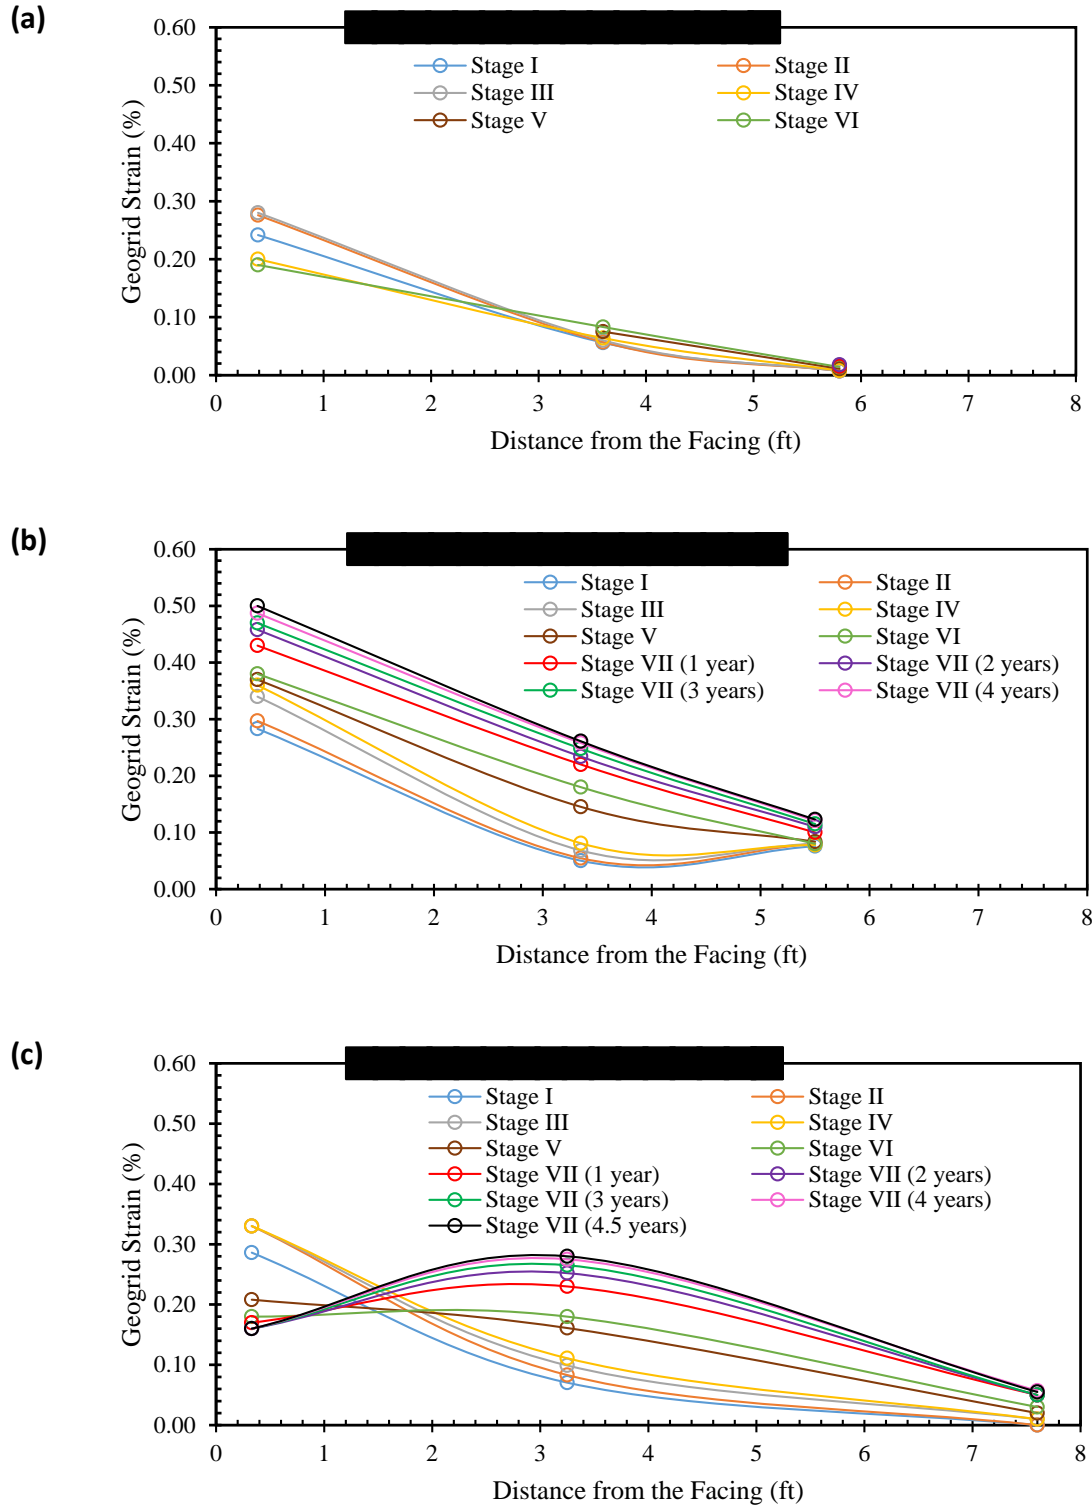 (a)
0.60
0.50
0.40
0.30
0.20
0.10
0.00
Geogrid Strain (%)
Stage I
Stage II
Stage III
Stage IV
Stage V
Stage VI
0 1 2 3 4 5 6 7 8
Distance from the Facing (ft)
(b)
0.60
0.50
0.40
0.30
0.20
0.10
0.00
Geogrid Strain (%)
Stage I
Stage II
Stage III
Stage IV
Stage V
Stage VI
Stage VII (1 year)
Stage VII (2 years)
Stage VII (3 years)
Stage VII (4 years)
0 1 2 3 4 5 6 7 8
Distance from the Facing (ft)
(c)
0.60
0.50
0.40
0.30
0.20
0.10
0.00
Geogrid Strain (%)
Stage I
Stage II
Stage III
Stage IV
Stage V
Stage VI
Stage VII (1 year)
Stage VII (2 years)
Stage VII (3 years)
Stage VII (4 years)
Stage VII (4.5 years)
0 1 2 3 4 5 6 7 8
Distance from the Facing (ft)